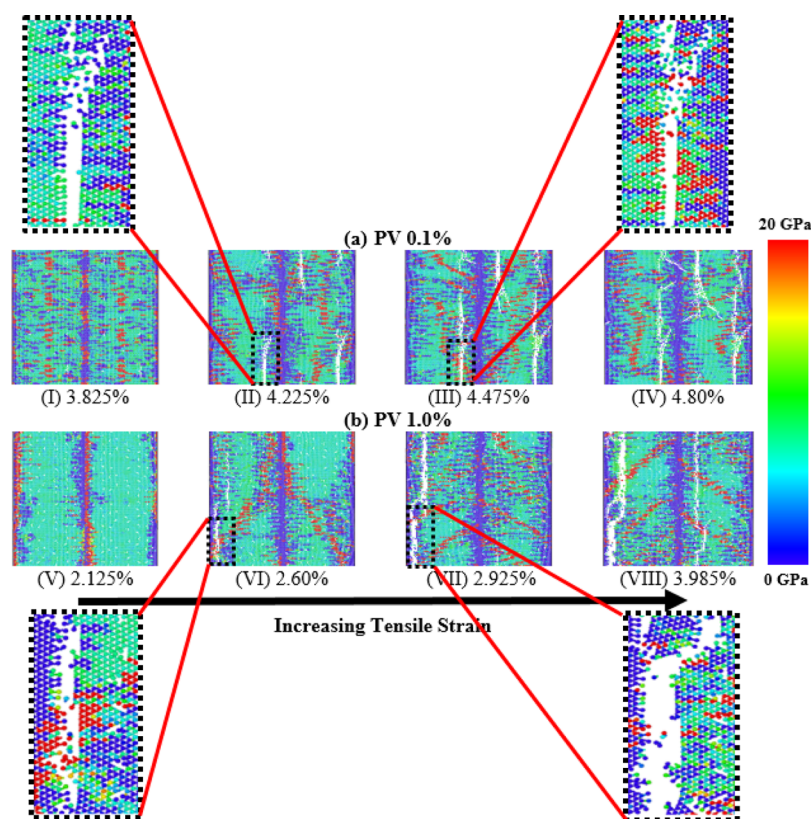 (a) PV 0.1%
20 GPa
(I) 3.825%
(II) 4.225%
(III) 4.475%
(IV) 4.80%
(b) PV 1.0%
(V) 2.125%
(VI) 2.60%
(VII) 2.925%
(VIII) 3.985%
0 GPa
Increasing Tensile Strain